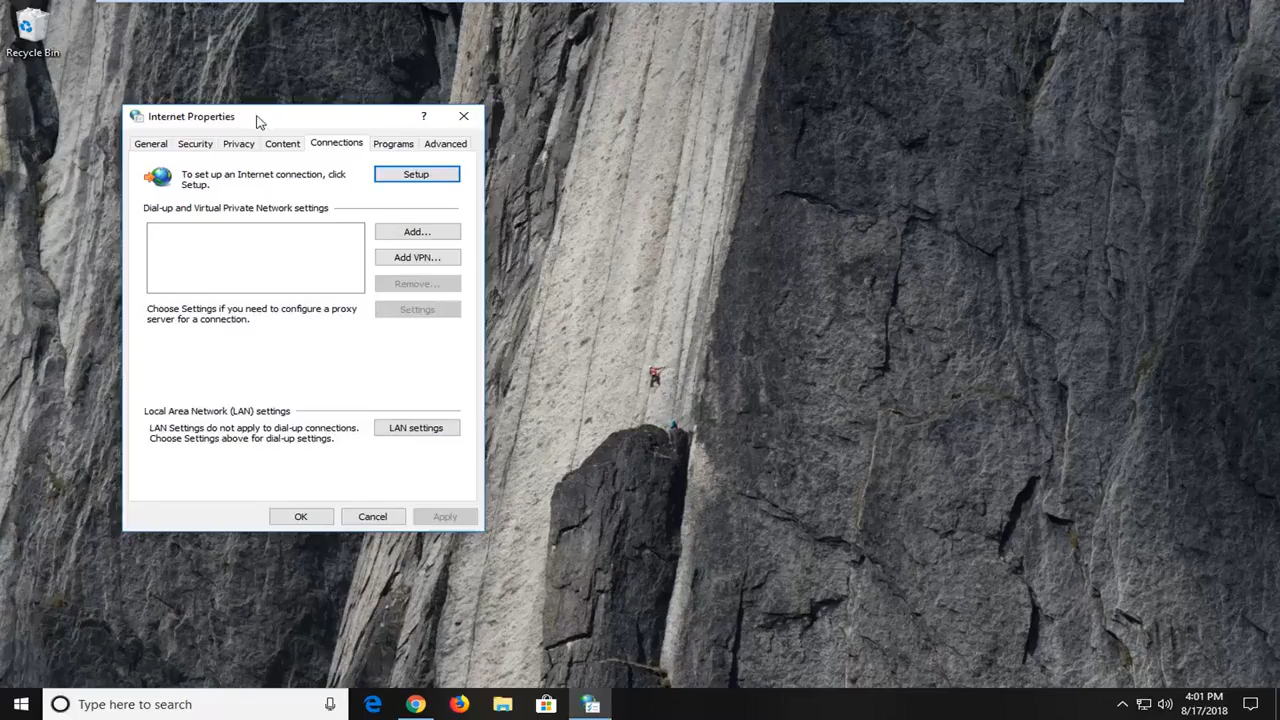 Recycle Bin
Internet Properties
?
General Security Privacy Content Connections Programs Advanced
To set up an Internet connection, click
Setup.
Setup
Dial-up and Virtual Private Network settings
Add...
Add VPN...
Remove...
Choose Settings if you need to configure a proxy
server for a connection.
Settings
Local Area Network (LAN) settings
LAN Settings do not apply to dial-up connections.
Choose Settings above for dial-up settings.
LAN settings
OK Cancel Apply
Type here to search
4:01 PM
8/17/2018